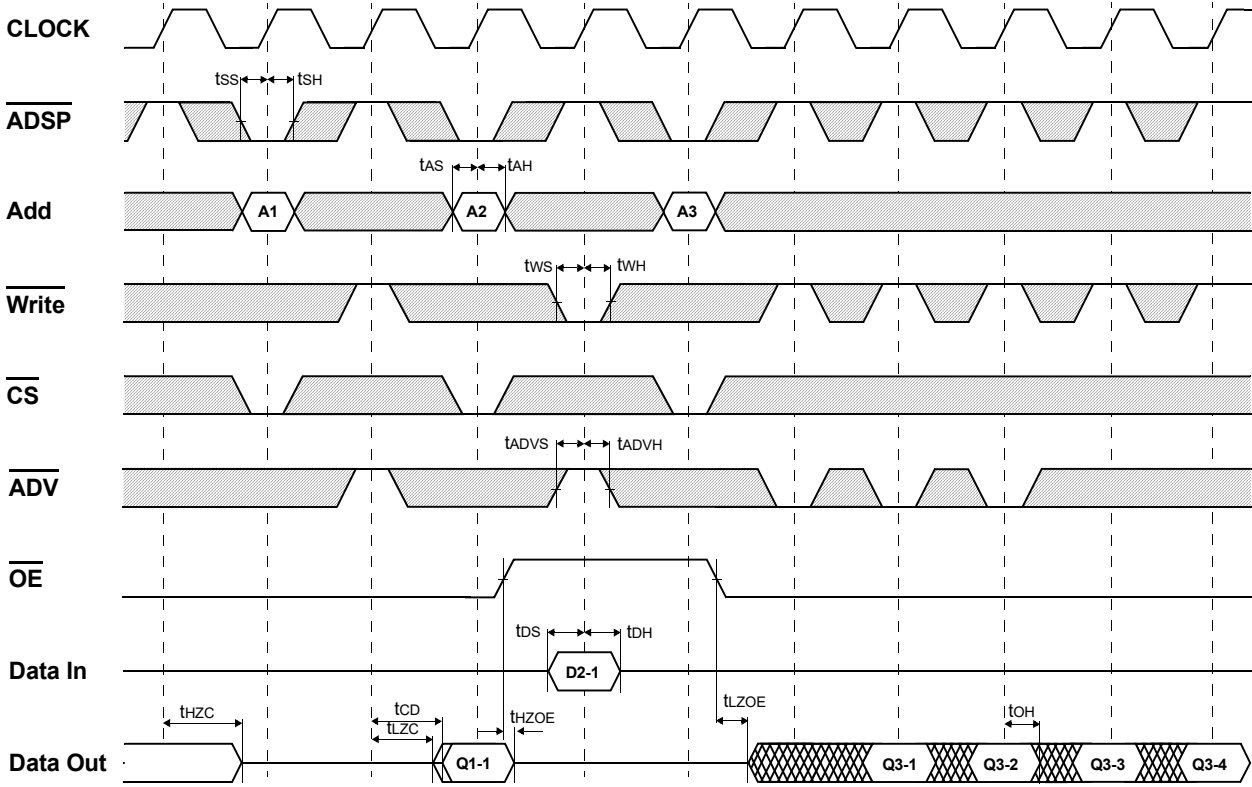 CLOCK
tSS tSH
ADSP
tAS tAH
Add A1 A2 A3
tWS tWH
Write
CS
tADVS tADVH
ADV
OE
tDS tDH
Data In D2-1
tHZC tCD tLZC tHZOE tLZOE tOH
Data Out Q1-1 Q3-1 Q3-2 Q3-3 Q3-4